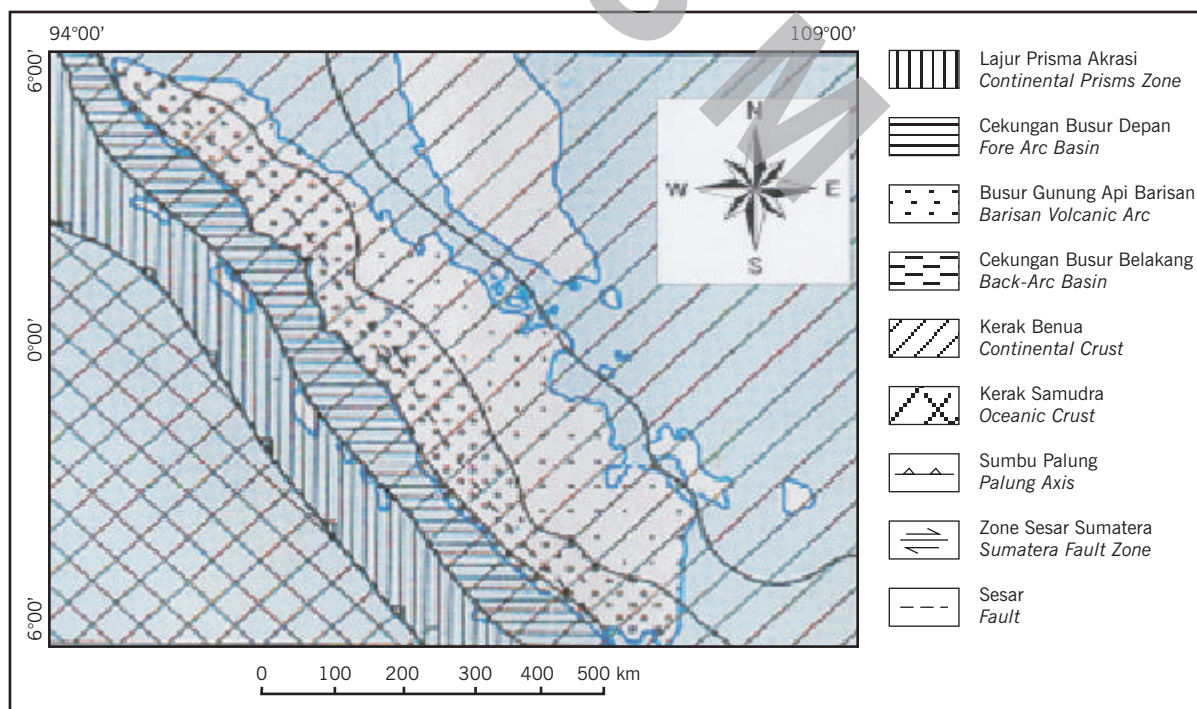 94°00'
109°00'
6°00'
0°00'
6°00'
N
W E
S
0 100 200 300 400 500 km
Lajur Prisma Akrasi
Continental Prisms Zone
Cekungan Busur Depan
Fore Arc Basin
Busur Gunung Api Barisan
Barisan Volcanic Arc
Cekungan Busur Belakang
Back-Arc Basin
Kerak Benua
Continental Crust
Kerak Samudra
Oceanic Crust
Sumbu Palung
Palung Axis
Zone Sesar Sumatera
Sumatera Fault Zone
Sesar
Fault
M